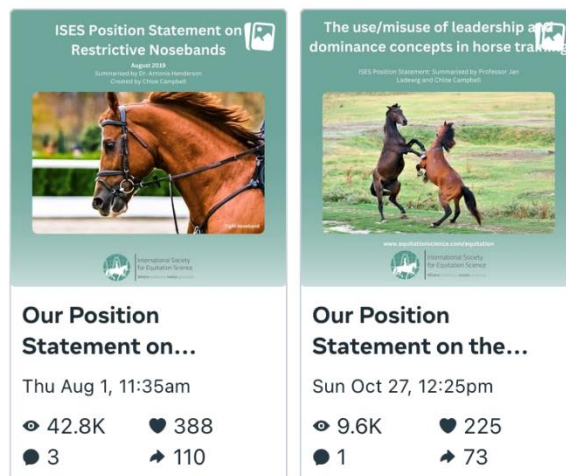 ISES Position Statement on
Restrictive Nosebands
August 2019
Summarised by Dr. Antonia Henderson
Created by Chloe Campbell
Tight Noseband
International Society
for Equitation Science
Our Position
Statement on...
Thu Aug 1, 11:35am
42.8K
388
3
110
The use/misuse of leadership and
dominance concepts in horse training
ISES Position Statement: Summarised by Professor Jan
Ladewig and Chloe Campbell
www.equitationscience.com/equitation
International Society
for Equitation Science
Our Position
Statement on the...
Sun Oct 27, 12:25pm
9.6K
225
1
73